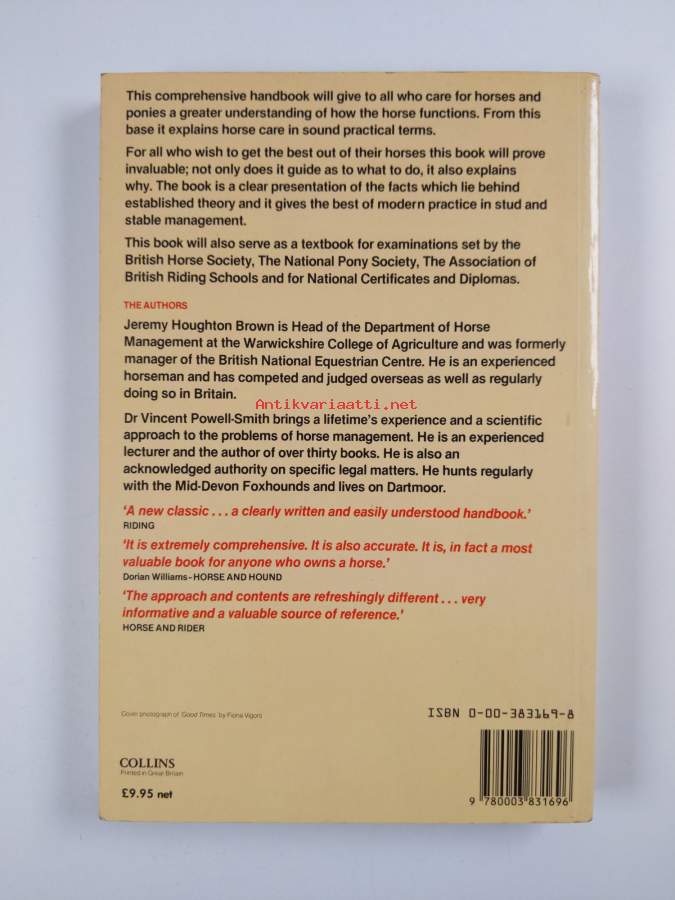 This comprehensive handbook will give to all who care for horses and
ponies a greater understanding of how the horse functions. From this
base it explains horse care in sound practical terms.
For all who wish to get the best out of their horses this book will prove
invaluable; not only does it guide as to what to do, it also explains
why. The book is a clear presentation of the facts which lie behind
established theory and it gives the best of modern practice in stud and
stable management.
This book will also serve as a textbook for examinations set by the
British Horse Society, The National Pony Society, The Association of
British Riding Schools and for National Certificates and Diplomas.
THE AUTHORS
Jeremy Houghton Brown is Head of the Department of Horse
Management at the Warwickshire College of Agriculture and was formerly
manager of the British National Equestrian Centre. He is an experienced
horseman and has competed and judged overseas as well as regularly
doing so in Britain.
Antikvariaatti.net
Dr Vincent Powell-Smith brings a lifetime's experience and a scientific
approach to the problems of horse management. He is an experienced
lecturer and the author of over thirty books. He is also an
acknowledged authority on specific legal matters. He hunts regularly
with the Mid-Devon Foxhounds and lives on Dartmoor.
'A new classic . . . a clearly written and easily understood handbook.'
RIDING
'It is extremely comprehensive. It is also accurate. It is, in fact a most
valuable book for anyone who owns a horse.'
Dorian Williams-HORSE AND HOUND
'The approach and contents are refreshingly different . . . very
informative and a valuable source of reference.'
HORSE AND RIDER
Cover photograph of 'Good Times' by Fiona Vigors
ISBN 0-00-383169-8
COLLINS
Printed in Great Britain
£9.95 net
9 780003 831696